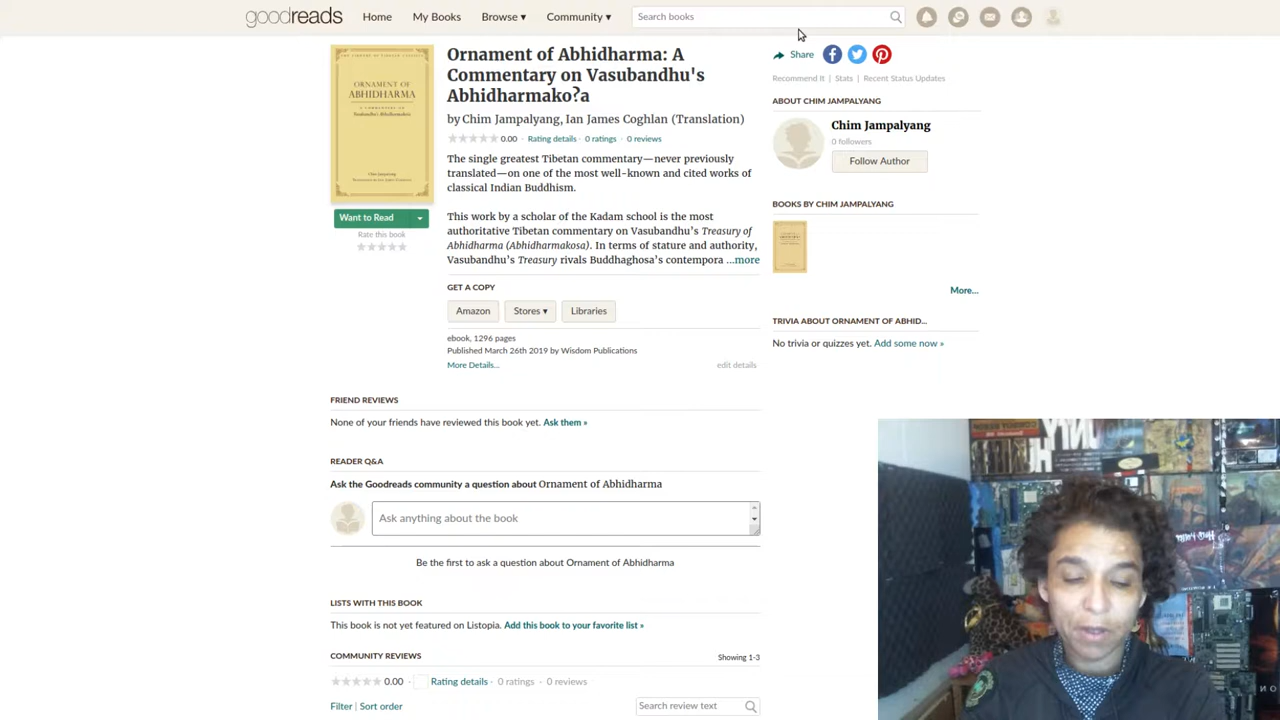 goodreads Home My Books Browse ▾ Community ▾ Search books
Ornament of Abhidharma: A
Commentary on Vasubandhu's
Abhidharmako?a
by Chim Jampalyang, Ian James Coghlan (Translation)
0.00 · Rating details · 0 ratings · 0 reviews
The single greatest Tibetan commentary—never previously
translated—on one of the most well-known and cited works of
classical Indian Buddhism.
This work by a scholar of the Kadam school is the most
authoritative Tibetan commentary on Vasubandhu's Treasury of
Abhidharma (Abhidharmakosa). In terms of stature and authority,
Vasubandhu's Treasury rivals Buddhaghosa's contempora ...more
ORNAMENT OF
ABHIDHARMA
Chim Jampalyang
Want to Read
Rate this book
GET A COPY
Amazon Stores ▾ Libraries
ebook, 1296 pages
Published March 26th 2019 by Wisdom Publications
More Details... edit details
FRIEND REVIEWS
None of your friends have reviewed this book yet. Ask them »
READER Q&A
Ask the Goodreads community a question about Ornament of Abhidharma
Ask anything about the book
Be the first to ask a question about Ornament of Abhidharma
LISTS WITH THIS BOOK
This book is not yet featured on Listopia. Add this book to your favorite list »
COMMUNITY REVIEWS Showing 1-3
0.00 · Rating details · 0 ratings · 0 reviews
Filter | Sort order Search review text
Share
Recommend It | Stats | Recent Status Updates
ABOUT CHIM JAMPALYANG
Chim Jampalyang
0 followers
Follow Author
BOOKS BY CHIM JAMPALYANG
More...
TRIVIA ABOUT ORNAMENT OF ABHID...
No trivia or quizzes yet. Add some now »